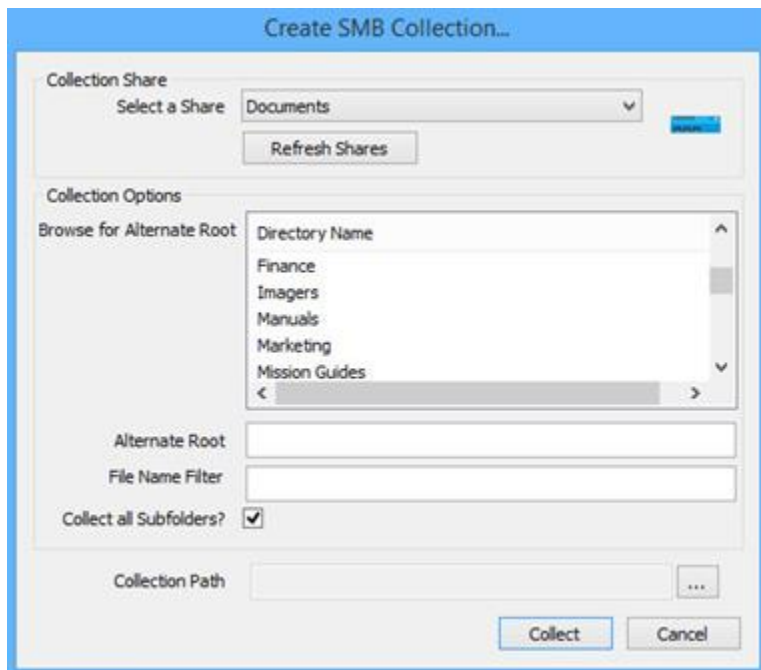 Create SMB Collection...
Collection Share
Select a Share Documents
Refresh Shares
Collection Options
Browse for Alternate Root Directory Name
Finance
Imagers
Manuals
Marketing
Mission Guides
Alternate Root
File Name Filter
Collect all Subfolders?
Collection Path ...
Collect Cancel